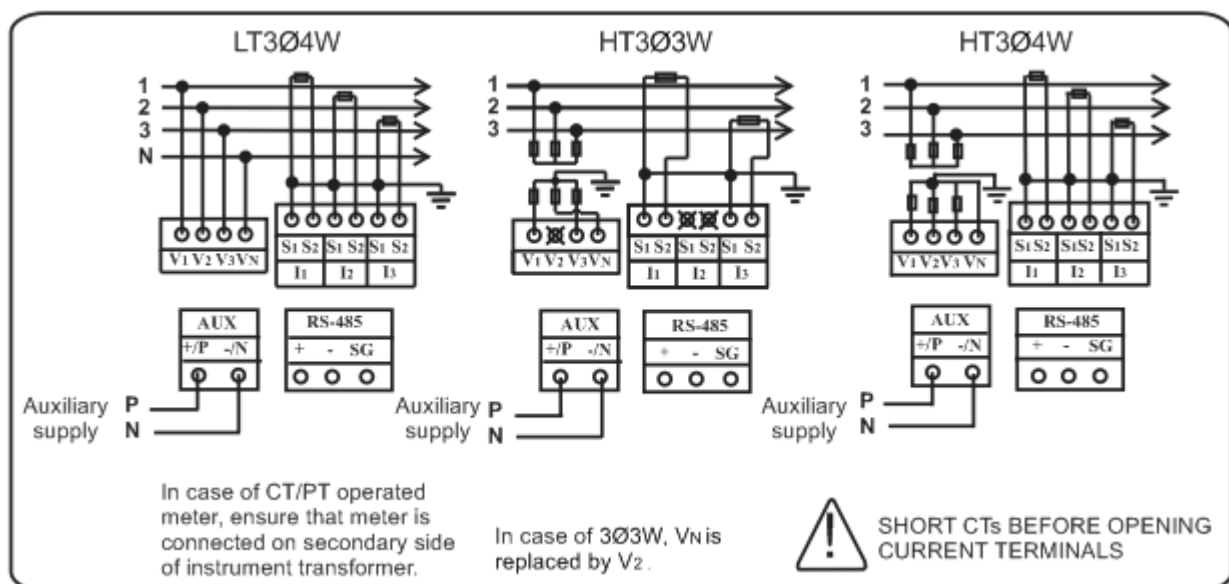 LT3Ø4W
1
2
3
N
V1 V2 V3 VN
S1 S2 S1 S2 S1 S2
I1 I2 I3
AUX
+/P -/N
RS-485
+ - SG
Auxiliary supply P
N
In case of CT/PT operated
meter, ensure that meter is
connected on secondary side
of instrument transformer.
HT3Ø3W
1
2
3
V1 V2 V3 VN
S1 S2 S1 S2 S1 S2
I1 I2 I3
AUX
+/P -/N
RS-485
+ - SG
Auxiliary supply P
N
In case of 3Ø3W, VN is
replaced by V2.
HT3Ø4W
1
2
3
V1 V2 V3 VN
S1 S2 S1 S2 S1 S2
I1 I2 I3
AUX
+/P -/N
RS-485
+ - SG
Auxiliary supply P
N
!
SHORT CTs BEFORE OPENING
CURRENT TERMINALS